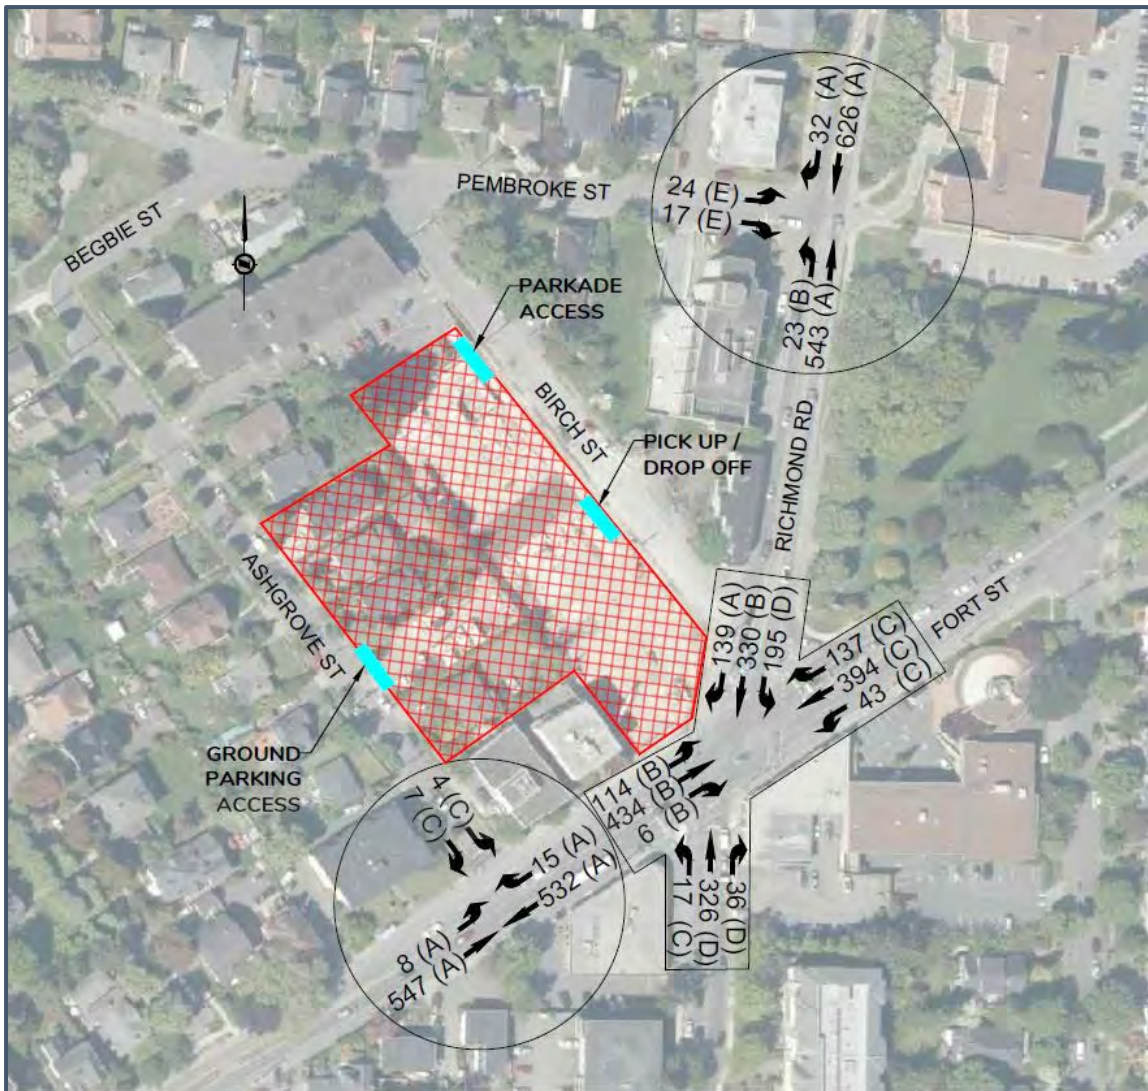 32 (A)
626 (A)
24 (E)
17 (E)
23 (B)
543 (A)
PEMBROKE ST
BEGBIE ST
PARKADE
ACCESS
BIRCH ST
PICK UP /
DROP OFF
RICHMOND RD
ASHGROVE ST
FORT ST
139 (A)
330 (B)
195 (D)
137 (C)
394 (C)
43 (C)
GROUND
PARKING
ACCESS
114 (B)
434 (B)
6 (B)
17 (C)
326 (D)
36 (D)
4 (C)
7 (C)
15 (A)
532 (A)
8 (A)
547 (A)